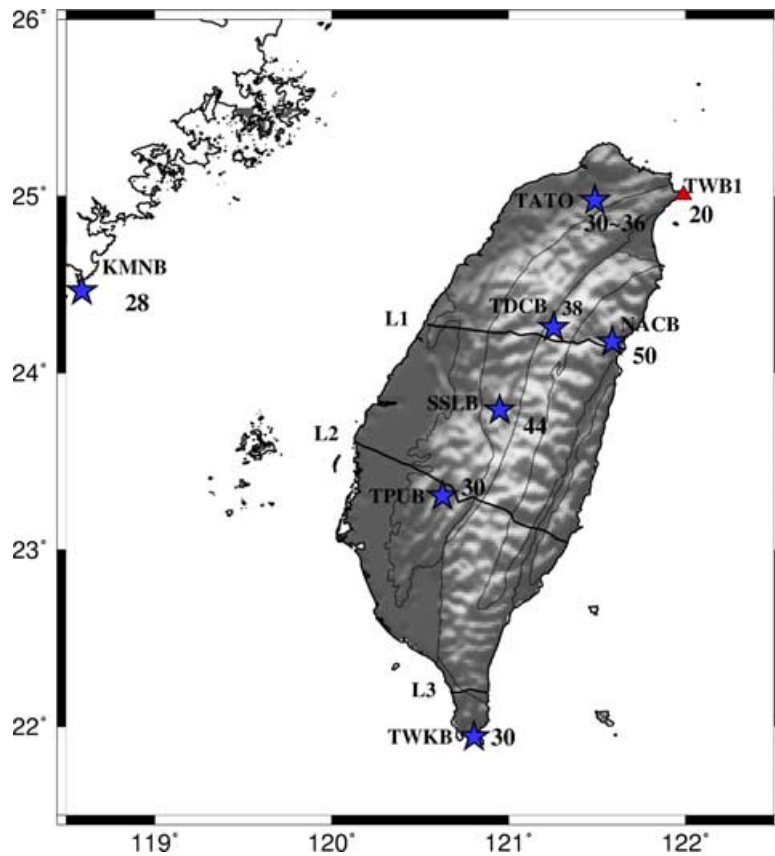 26°
25°
TATO
30~36
TWB1
20
KMNB
28
L1
TDCB
38
NACB
50
24°
SSLB
44
L2
TPUB
30
23°
L3
22°
TWKB
30
119°
120°
121°
122°